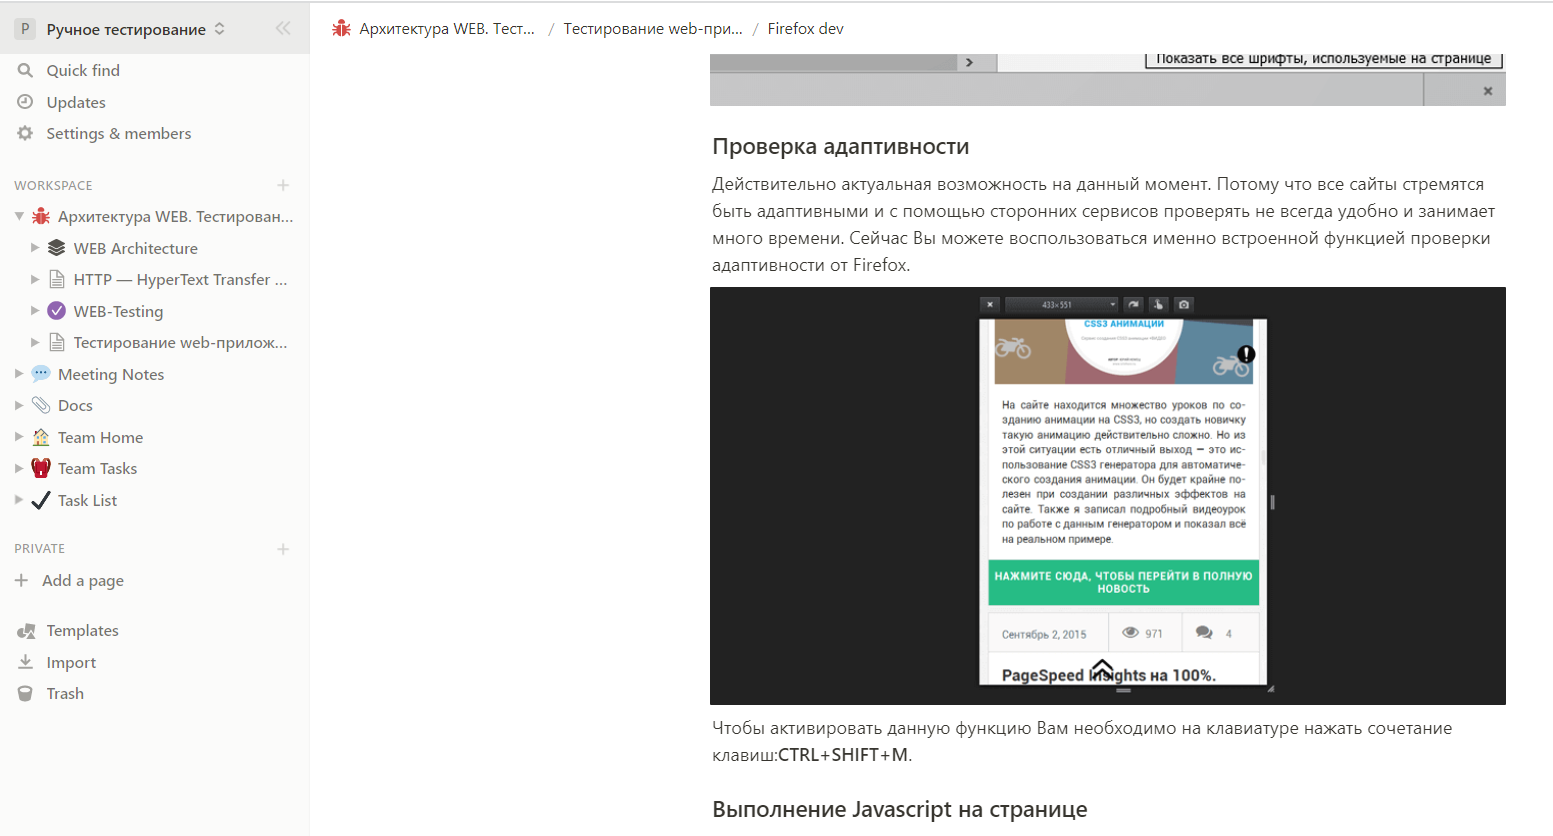 P Ручное тестирование
Quick find
Updates
Settings & members
WORKSPACE
Архитектура WEB. Тестирован...
WEB Architecture
HTTP — HyperText Transfer ...
WEB-Testing
Тестирование web-прилож...
Meeting Notes
Docs
Team Home
Team Tasks
Task List
PRIVATE
Add a page
Templates
Import
Trash
Архитектура WEB. Тест... / Тестирование web-при... / Firefox dev
Показать все шрифты, используемые на странице
Проверка адаптивности
Действительно актуальная возможность на данный момент. Потому что все сайты стремятся
быть адаптивными и с помощью сторонних сервисов проверять не всегда удобно и занимает
много времени. Сейчас Вы можете воспользоваться именно встроенной функцией проверки
адаптивности от Firefox.
433×551
CSS3 АНИМАЦИИ
На сайте находится множество уроков по со-
зданию анимации на CSS3, но создать новичку
такую анимацию действительно сложно. Но из
этой ситуации есть отличный выход — это ис-
пользование CSS3 генератора для автоматиче-
ского создания анимации. Он будет крайне по-
лезен при создании различных эффектов на
сайте. Также я записал подробный видеоурок
по работе с данным генератором и показал всё
на реальном примере.
НАЖМИТЕ СЮДА, ЧТОБЫ ПЕРЕЙТИ В ПОЛНУЮ
НОВОСТЬ
Сентябрь 2, 2015 971 4
PageSpeed Insights на 100%.
Чтобы активировать данную функцию Вам необходимо на клавиатуре нажать сочетание
клавиш:CTRL+SHIFT+M.
Выполнение Javascript на странице